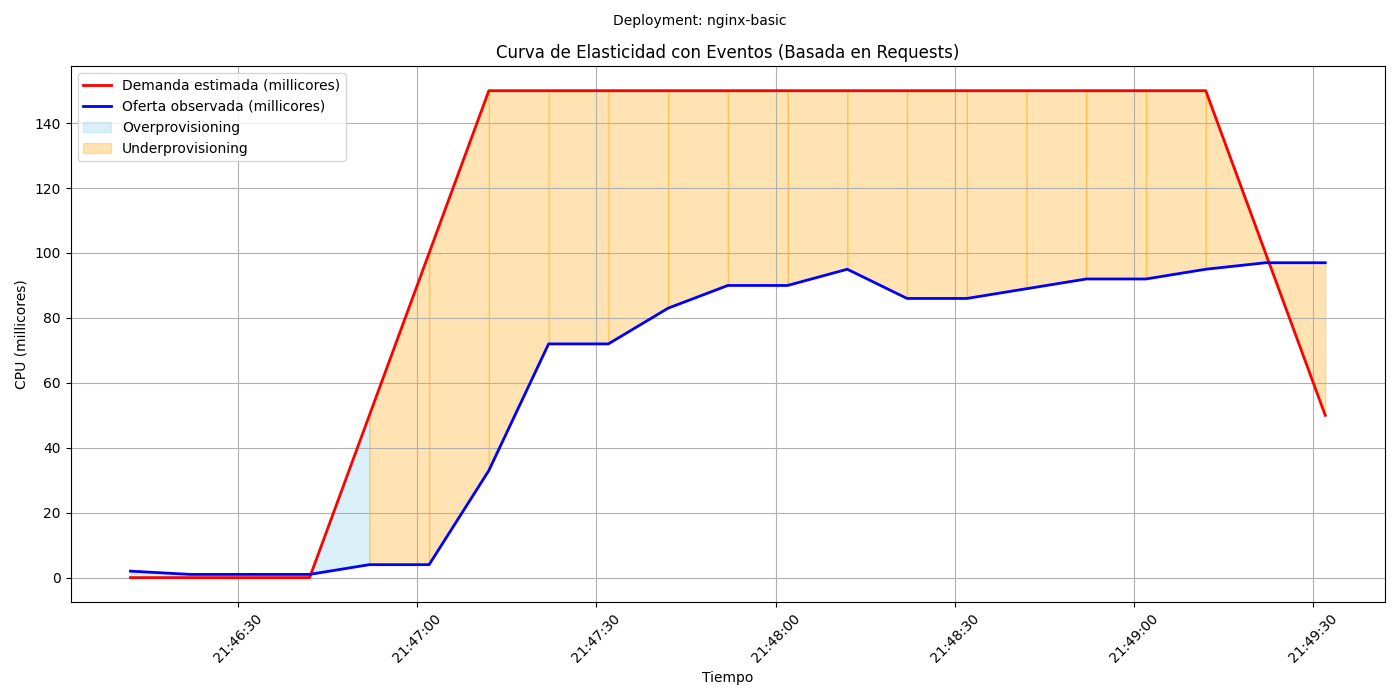 Deployment: nginx-basic
Curva de Elasticidad con Eventos (Basada en Requests)
Demanda estimada (millicores)
Oferta observada (millicores)
Overprovisioning
Underprovisioning
CPU (millicores)
140
120
100
80
60
40
20
0
21:46:30
21:47:00
21:47:30
21:48:00
21:48:30
21:49:00
21:49:30
Tiempo